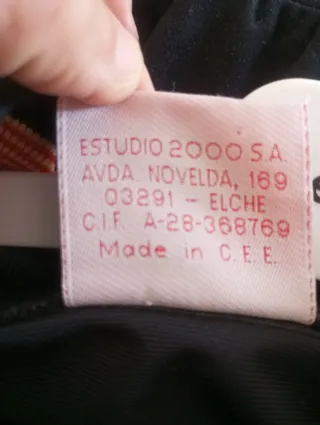 ESTUDIO 2000 S.A.
AVDA. NOVELDA, 169
03291 - ELCHE
C.I.F. A-28-368769
Made in C.E.E.